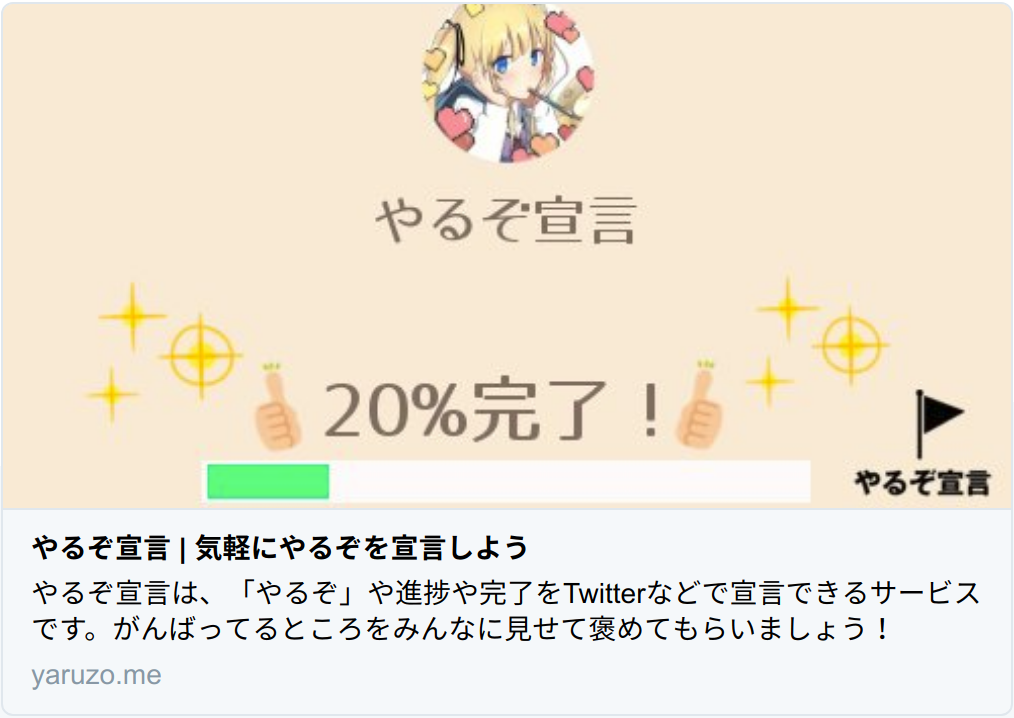 やるぞ宣言
20%完了！
やるぞ宣言
やるぞ宣言 | 気軽にやるぞを宣言しよう
やるぞ宣言は、「やるぞ」や進捗や完了をTwitterなどで宣言できるサービス
です。がんばってるところをみんなに見せて褒めてもらいましょう！
yaruzo.me